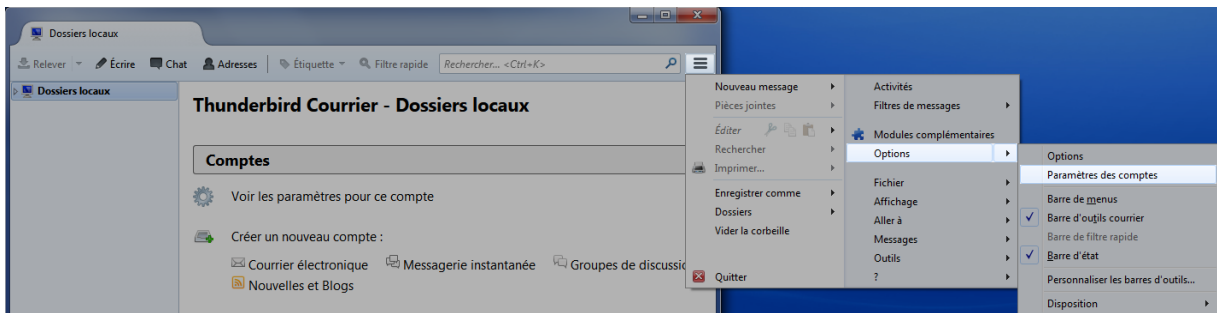 Dossiers locaux
Relever Écrire Chat Adresses Étiquette Filtre rapide Rechercher... <Ctrl+K>
Dossiers locaux
Thunderbird Courrier - Dossiers locaux
Comptes
Voir les paramètres pour ce compte
Créer un nouveau compte :
Courrier électronique Messagerie instantanée Groupes de discussio
Nouvelles et Blogs
Nouveau message
Pièces jointes
Éditer
Rechercher
Imprimer...
Enregistrer comme
Dossiers
Vider la corbeille
Quitter
Activités
Filtres de messages
Modules complémentaires
Options
Fichier
Affichage
Aller à
Messages
Outils
?
Options
Paramètres des comptes
Barre de menus
Barre d'outils courrier
Barre de filtre rapide
Barre d'état
Personnaliser les barres d'outils...
Disposition